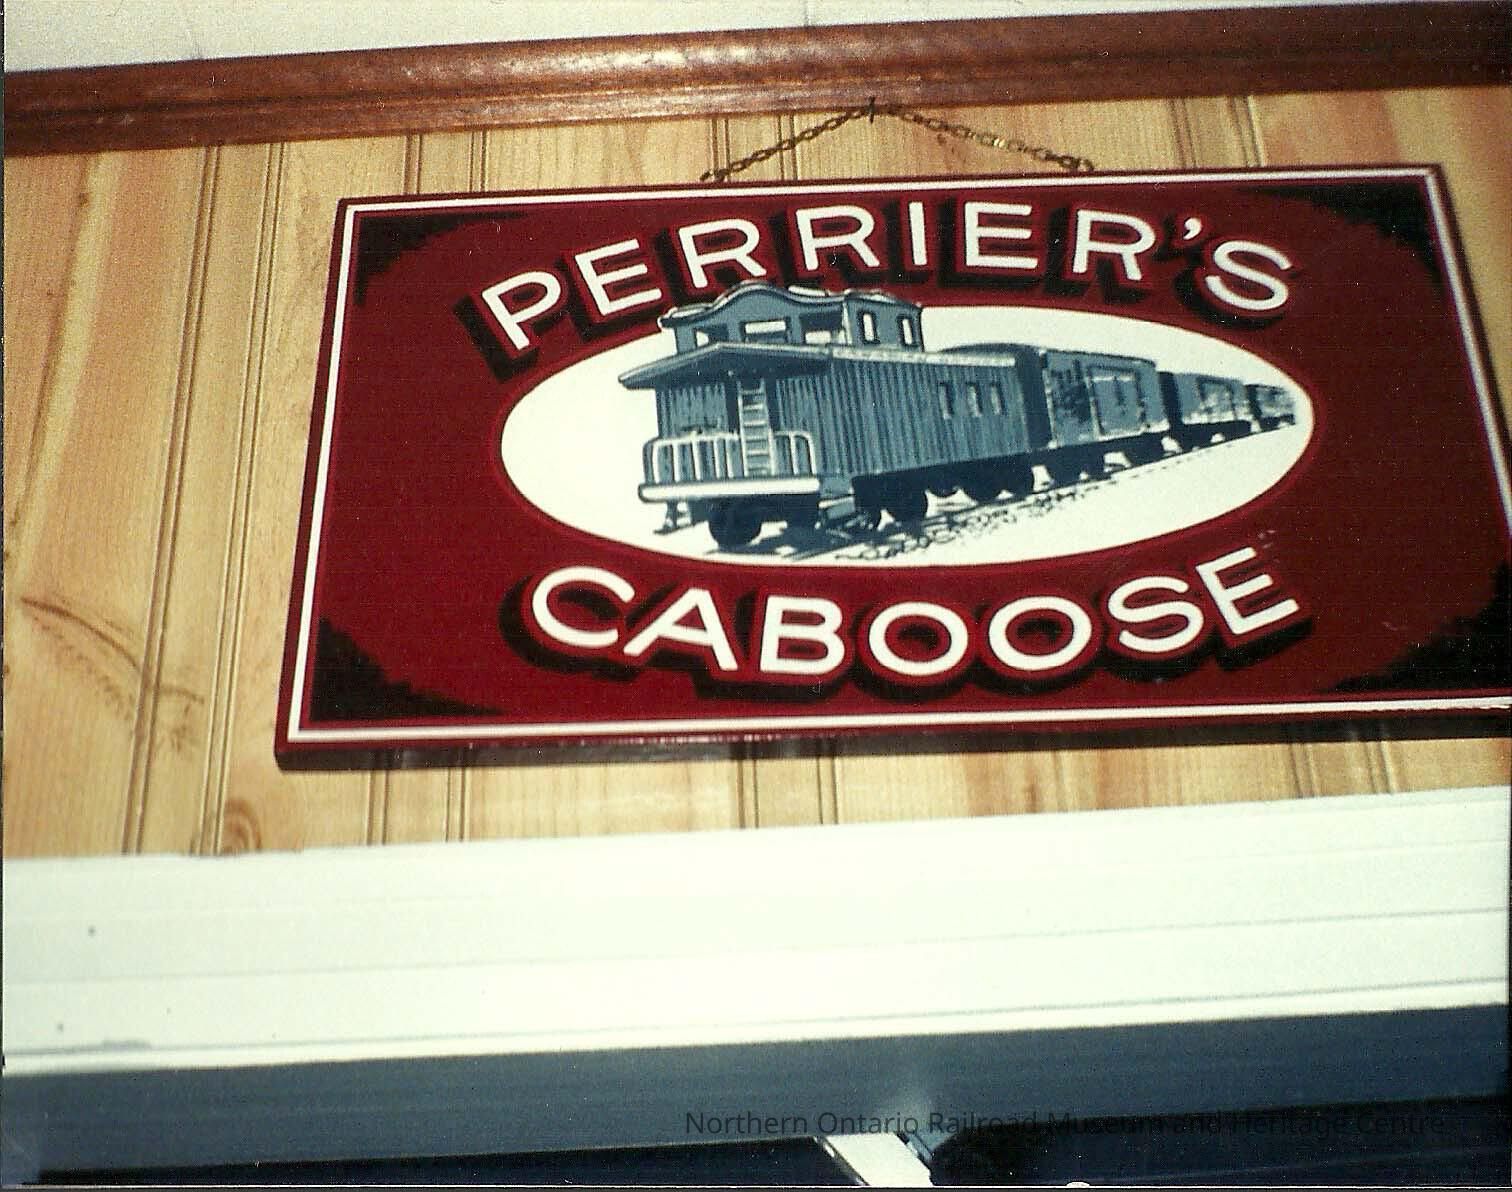 PERRIER'S
CABOOSE
Northern Ontario Railroad Museum and Heritage Centre